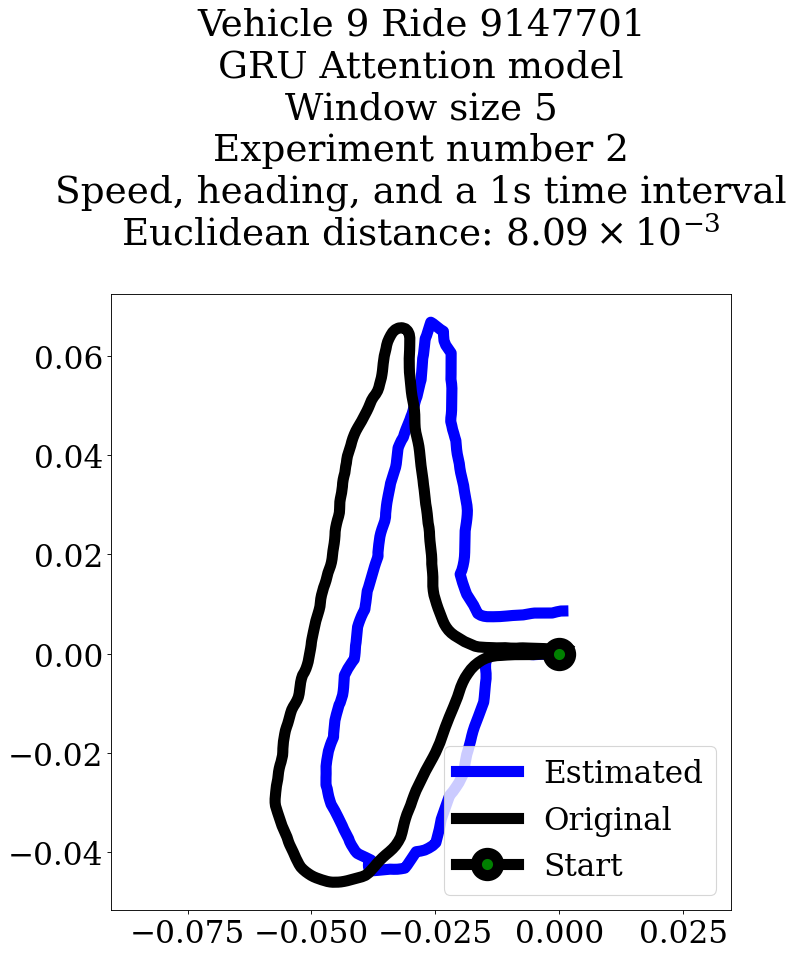 Vehicle 9 Ride 9147701
GRU Attention model
Window size 5
Experiment number 2
Speed, heading, and a 1s time interval
Euclidean distance: 8.09 × 10⁻³
0.06
0.04
0.02
0.00
−0.02
−0.04
Estimated
Original
Start
−0.075 −0.050 −0.025 0.000 0.025